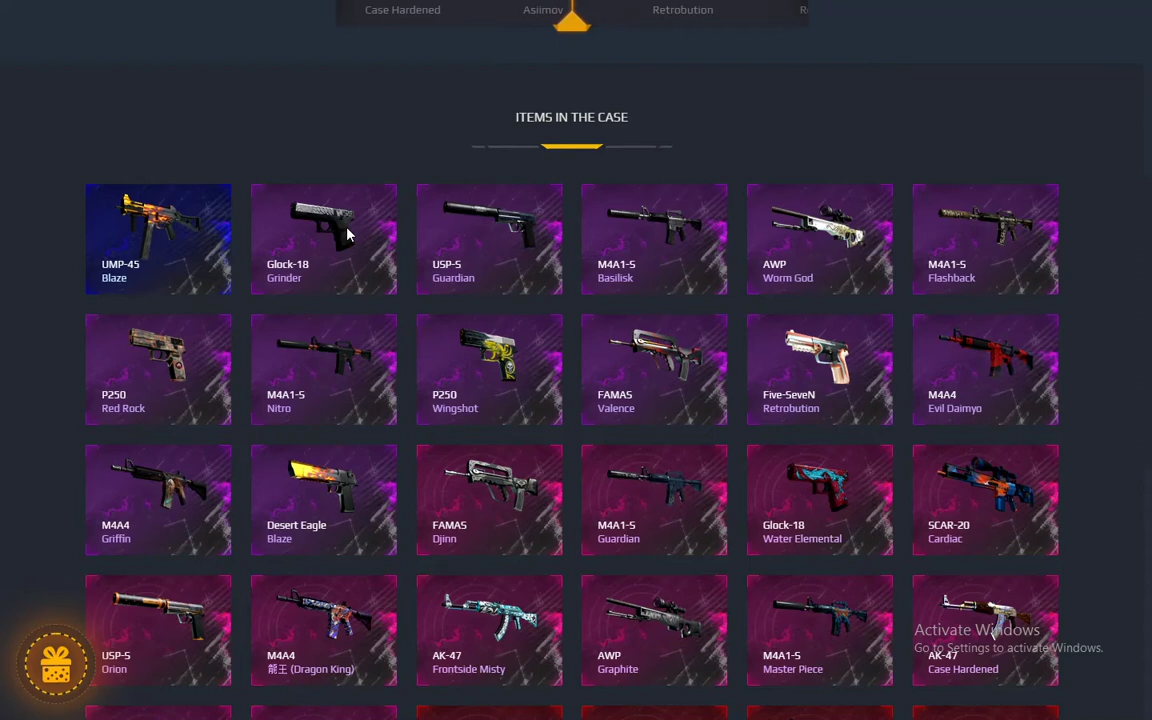 Case Hardened Asiimov Retrobution
ITEMS IN THE CASE
UMP-45 Glock-18 USP-S M4A1-S AWP M4A1-S
Blaze Grinder Guardian Basilisk Worm God Flashback
P250 M4A1-S P250 FAMAS Five-SeveN M4A4
Red Rock Nitro Wingshot Valence Retrobution Evil Daimyo
M4A4 Desert Eagle FAMAS M4A1-S Glock-18 SCAR-20
Griffin Blaze Djinn Guardian Water Elemental Cardiac
USP-S M4A4 AK-47 AWP M4A1-S AK-47
Orion 龍王 (Dragon King) Frontside Misty Graphite Master Piece Case Hardened
Activate Windows
Go to Settings to activate Windows.